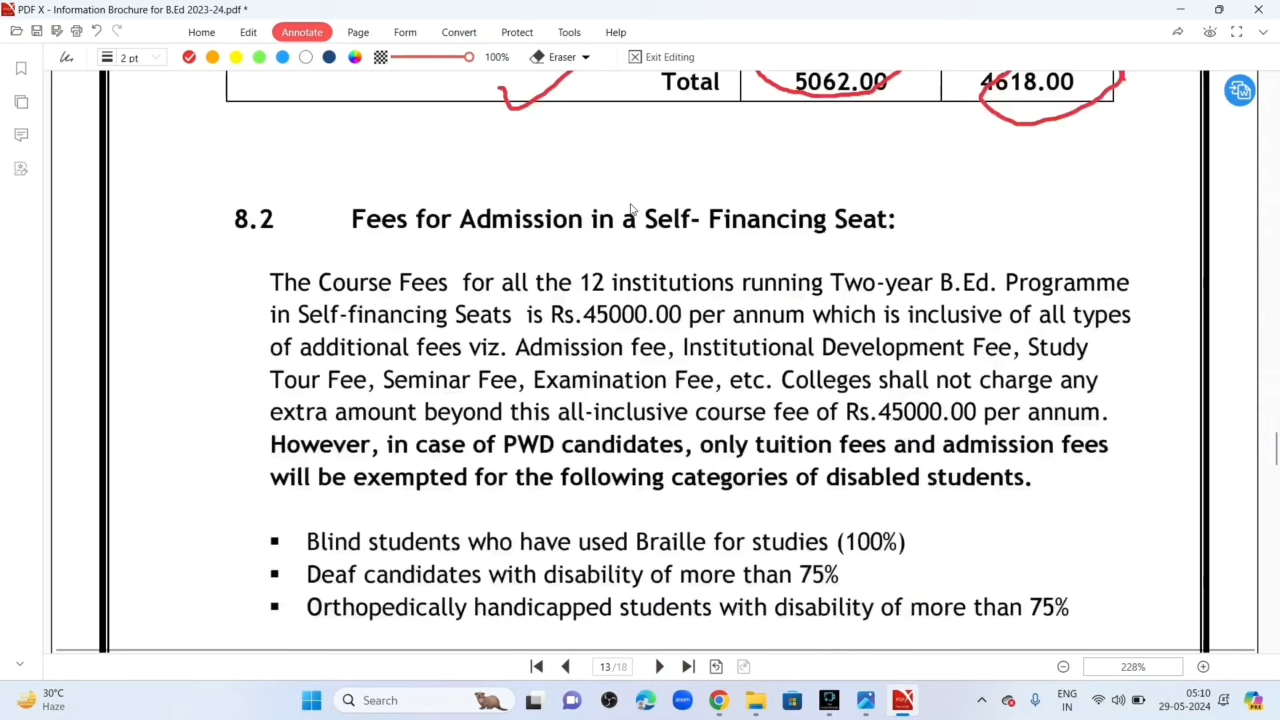 PDF X - Information Brochure for B.Ed 2023-24.pdf *
Home Edit Annotate Page Form Convert Protect Tools Help
2 pt 100% Eraser Exit Editing
Total 5062.00 4618.00
8.2 Fees for Admission in a Self- Financing Seat:
The Course Fees for all the 12 institutions running Two-year B.Ed. Programme
in Self-financing Seats is Rs.45000.00 per annum which is inclusive of all types
of additional fees viz. Admission fee, Institutional Development Fee, Study
Tour Fee, Seminar Fee, Examination Fee, etc. Colleges shall not charge any
extra amount beyond this all-inclusive course fee of Rs.45000.00 per annum.
However, in case of PWD candidates, only tuition fees and admission fees
will be exempted for the following categories of disabled students.
▪ Blind students who have used Braille for studies (100%)
▪ Deaf candidates with disability of more than 75%
▪ Orthopedically handicapped students with disability of more than 75%
13/18 228%
30°C
Haze
Search
zoom
ENG
IN
05:10
29-05-2024